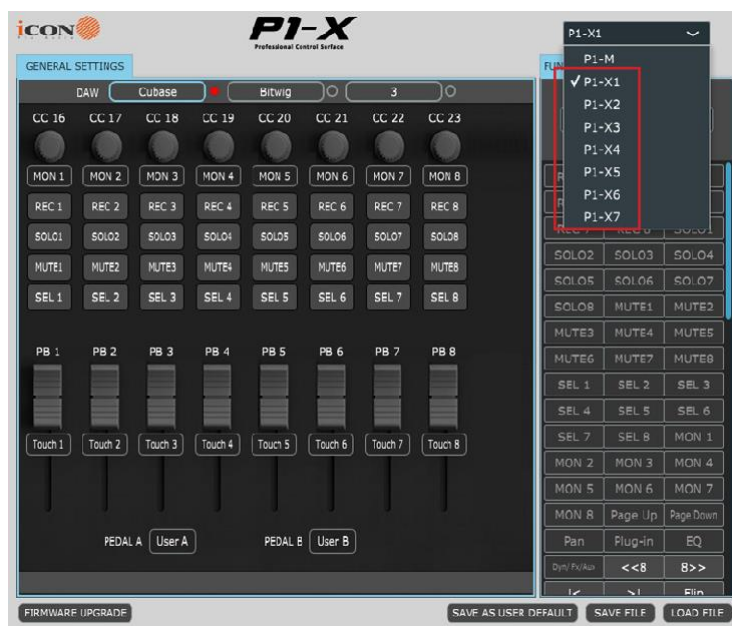 icon
Pro Audio
P1-X
Professional Control Surface
P1-X1
P1-M
✓ P1-X1
P1-X2
P1-X3
P1-X4
P1-X5
P1-X6
P1-X7
GENERAL SETTINGS
FUN
DAW Cubase Bitwig 3
CC 16 CC 17 CC 18 CC 19 CC 20 CC 21 CC 22 CC 23
MON 1 MON 2 MON 3 MON 4 MON 5 MON 6 MON 7 MON 8
REC 1 REC 2 REC 3 REC 4 REC 5 REC 6 REC 7 REC 8
SOLO1 SOLO2 SOLO3 SOLO4 SOLO5 SOLO6 SOLO7 SOLO8
MUTE1 MUTE2 MUTE3 MUTE4 MUTE5 MUTE6 MUTE7 MUTE8
SEL 1 SEL 2 SEL 3 SEL 4 SEL 5 SEL 6 SEL 7 SEL 8
PB 1 PB 2 PB 3 PB 4 PB 5 PB 6 PB 7 PB 8
Touch 1 Touch 2 Touch 3 Touch 4 Touch 5 Touch 6 Touch 7 Touch 8
PEDAL A User A PEDAL B User B
REC 7 REC 8 SOLO1
SOLO2 SOLO3 SOLO4
SOLO5 SOLO6 SOLO7
SOLO8 MUTE1 MUTE2
MUTE3 MUTE4 MUTE5
MUTE6 MUTE7 MUTE8
SEL 1 SEL 2 SEL 3
SEL 4 SEL 5 SEL 6
SEL 7 SEL 8 MON 1
MON 2 MON 3 MON 4
MON 5 MON 6 MON 7
MON 8 Page Up Page Down
Pan Plug-in EQ
Dyn/Fx/Aux <<8 8>>
|< >| Flip
FIRMWARE UPGRADE SAVE AS USER DEFAULT SAVE FILE LOAD FILE